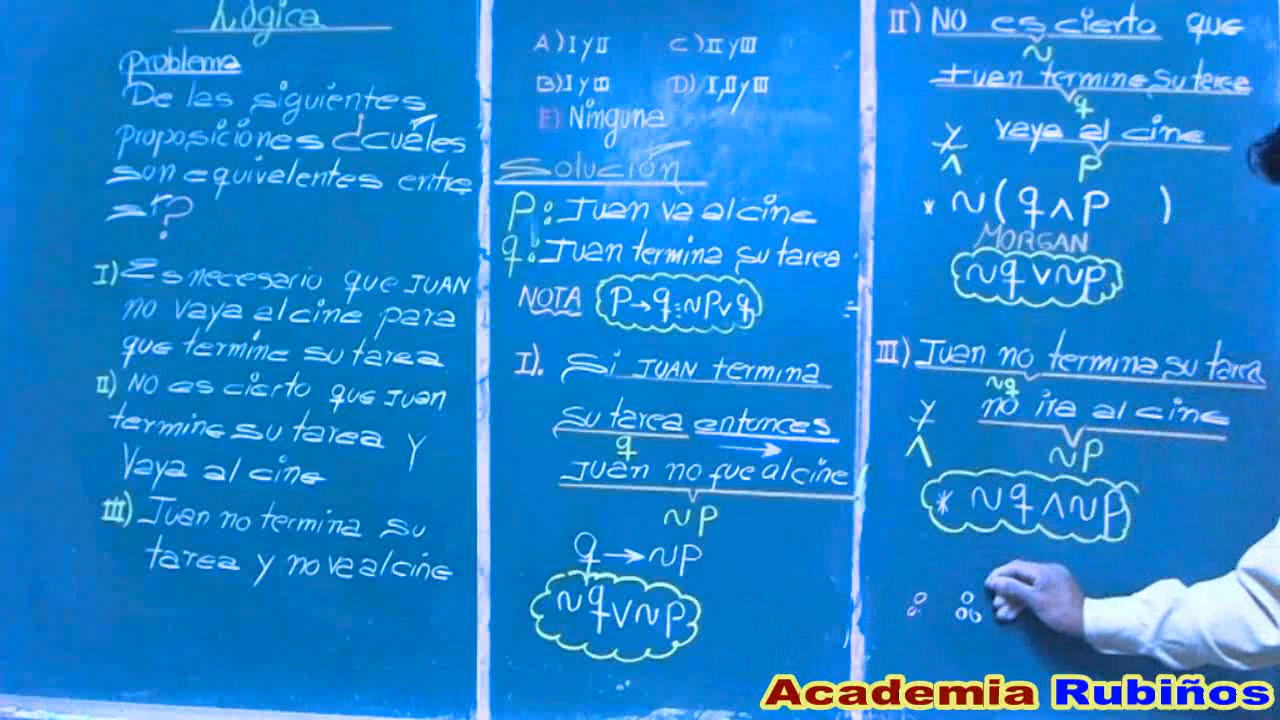 Lógica
Problema
De las siguientes
proposiciones ¿cuáles
son equivalentes entre
sí?
I) Es necesario que JUAN
no vaya al cine para
que termine su tarea
II) NO es cierto que Juan
termine su tarea y
vaya al cine
III) Juan no termina su
tarea y no va al cine
A) I y II C) II y III
B) I y III D) I, II y III
E) Ninguna
Solución
P: Juan va al cine
q: Juan termina su tarea
NOTA P→q:∼P∨q
I). Si JUAN termina
su tarea entonces
q →
Juan no fue al cine
∼P
q → ∼P
∼q∨∼p
II) NO es cierto que
∼
Juan termine su tarea
q
y vaya al cine
∧ P
* ∼(q∧P )
MORGAN
∼q∨∼p
III) Juan no termina su tarea
∼q
y no ira al cine
∧ ∼P
* ∼q∧∼p
Academia Rubiños